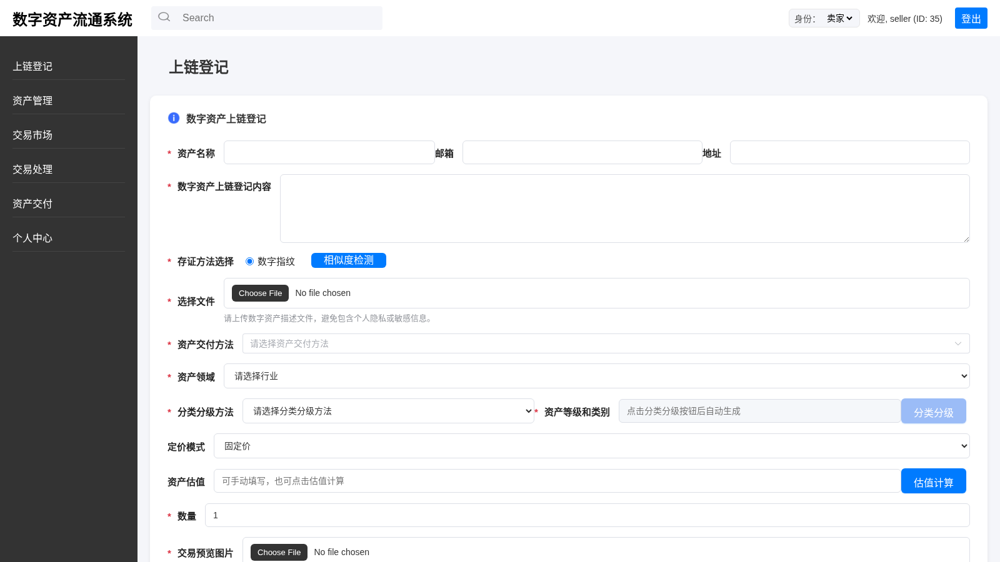 数字资产流通系统
Search
身份： 卖家
欢迎, seller (ID: 35)
登出
上链登记
资产管理
交易市场
交易处理
资产交付
个人中心
上链登记
数字资产上链登记
* 资产名称 邮箱 地址
* 数字资产上链登记内容
* 存证方法选择 数字指纹 相似度检测
* 选择文件 Choose File No file chosen
请上传数字资产描述文件，避免包含个人隐私或敏感信息。
* 资产交付方法 请选择资产交付方法
* 资产领域 请选择行业
* 分类分级方法 请选择分类分级方法 * 资产等级和类别 点击分类分级按钮后自动生成 分类分级
定价模式 固定价
资产估值 可手动填写，也可点击估值计算 估值计算
* 数量 1
* 交易预览图片 Choose File No file chosen